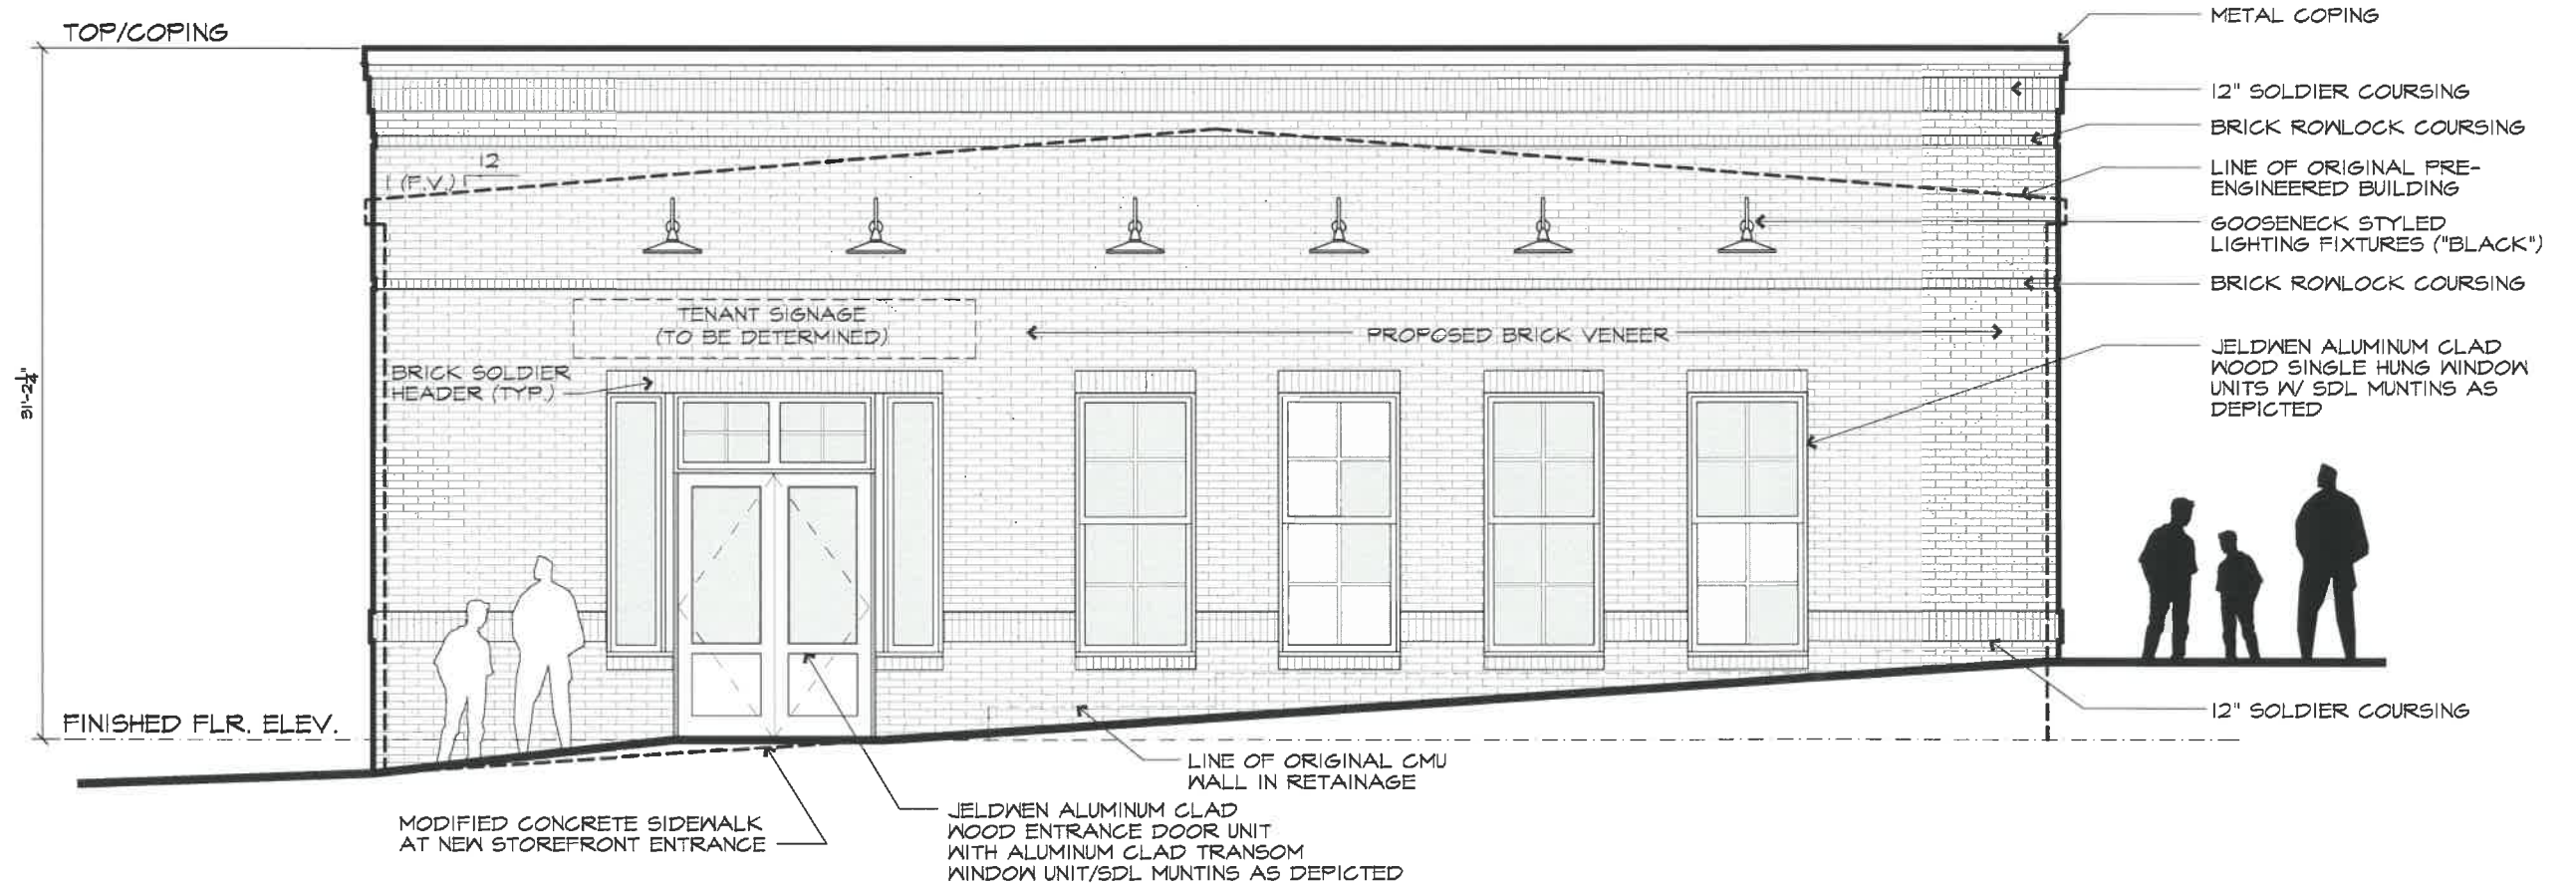 TOP/COPING
METAL COPING
12" SOLDIER COURSING
BRICK ROWLOCK COURSING
12
1 (F.V.)
LINE OF ORIGINAL PRE-
ENGINEERED BUILDING
GOOSENECK STYLED
LIGHTING FIXTURES ("BLACK")
BRICK ROWLOCK COURSING
TENANT SIGNAGE
(TO BE DETERMINED)
PROPOSED BRICK VENEER
JELDWEN ALUMINUM CLAD
WOOD SINGLE HUNG WINDOW
UNITS W/ SDL MUNTINS AS
DEPICTED
BRICK SOLDIER
HEADER (TYP.)
FINISHED FLR. ELEV.
12" SOLDIER COURSING
LINE OF ORIGINAL CMU
WALL IN RETAINAGE
MODIFIED CONCRETE SIDEWALK
AT NEW STOREFRONT ENTRANCE
JELDWEN ALUMINUM CLAD
WOOD ENTRANCE DOOR UNIT
WITH ALUMINUM CLAD TRANSOM
WINDOW UNIT/SDL MUNTINS AS DEPICTED